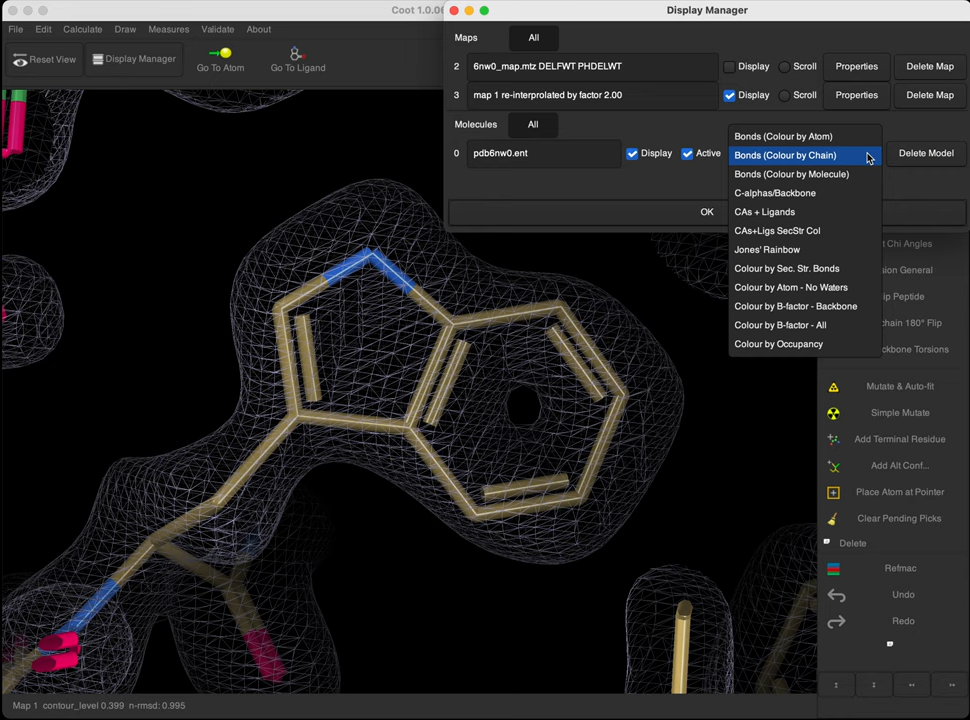 Coot 1.0.06
Display Manager
File Edit Calculate Draw Measures Validate About
Reset View Display Manager Go To Atom Go To Ligand
Maps All
2 6nw0_map.mtz DELFWT PHDELWT Display Scroll Properties Delete Map
3 map 1 re-interpolated by factor 2.00 Display Scroll Properties Delete Map
Molecules All
0 pdb6nw0.ent Display Active Delete Model
Bonds (Colour by Atom)
Bonds (Colour by Chain)
Bonds (Colour by Molecule)
C-alphas/Backbone
CAs + Ligands
CAs+Ligs SecStr Col
Jones' Rainbow
Colour by Sec. Str. Bonds
Colour by Atom - No Waters
Colour by B-factor - Backbone
Colour by B-factor - All
Colour by Occupancy
OK
t Chi Angles
sion General
ip Peptide
chain 180° Flip
ackbone Torsions
Mutate & Auto-fit
Simple Mutate
Add Terminal Residue
Add Alt Conf...
Place Atom at Pointer
Clear Pending Picks
Delete
Refmac
Undo
Redo
Map 1 contour_level 0.399 n-rmsd: 0.995